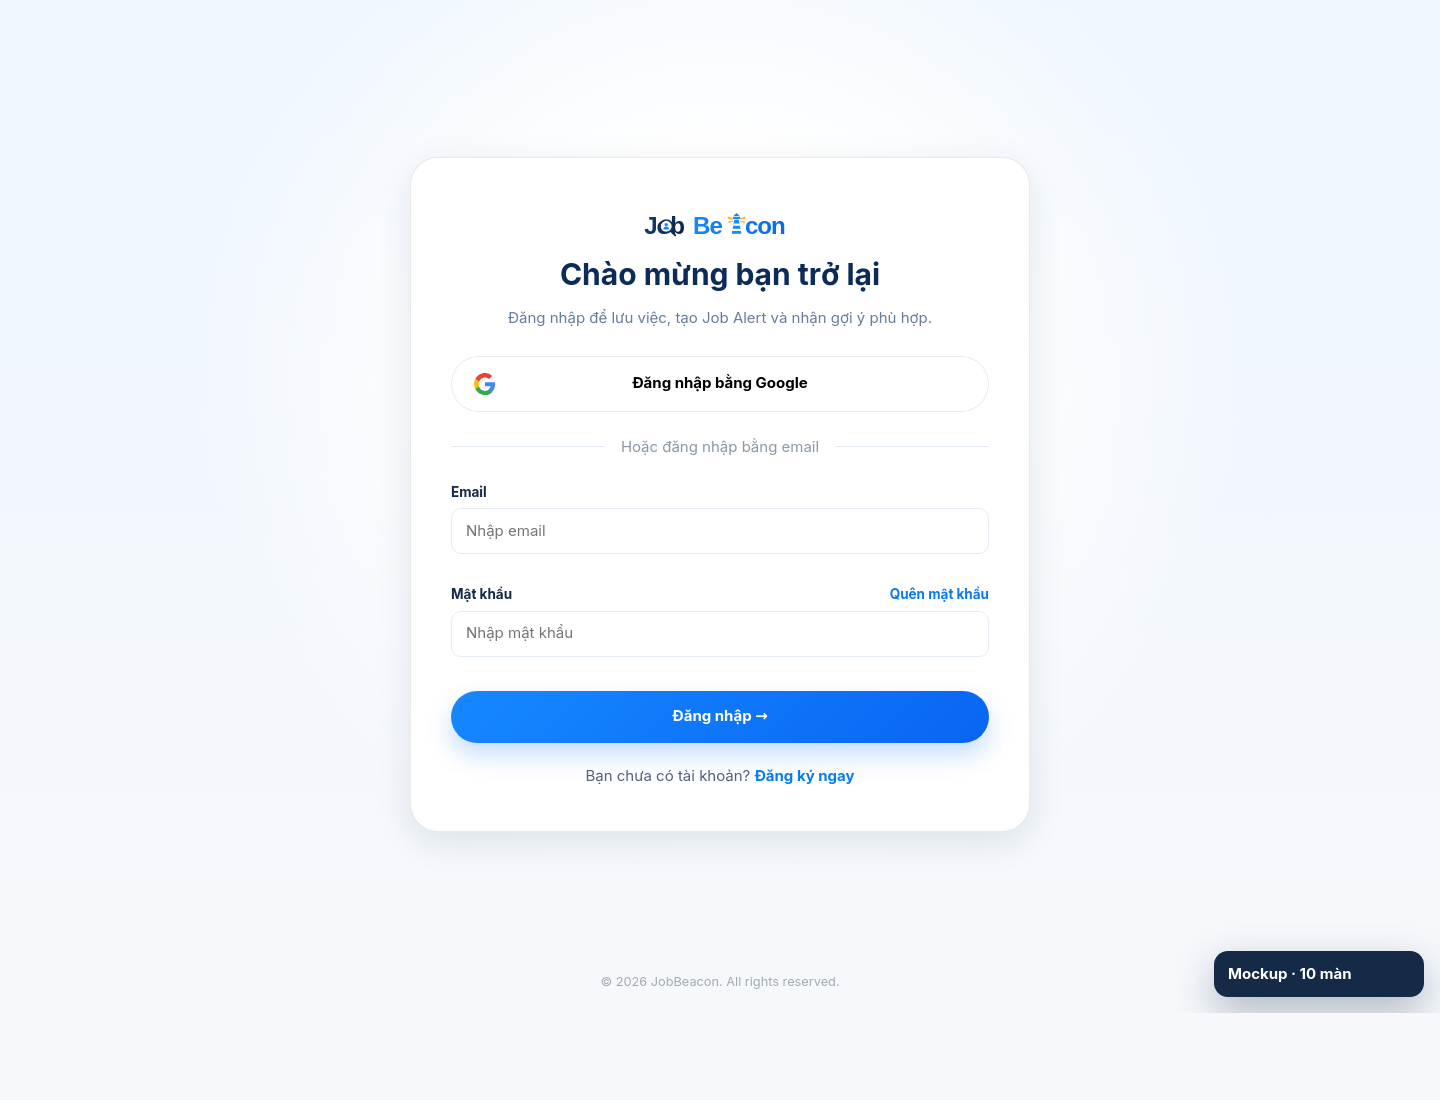 Job Beacon
Chào mừng bạn trở lại
Đăng nhập để lưu việc, tạo Job Alert và nhận gợi ý phù hợp.
Đăng nhập bằng Google
Hoặc đăng nhập bằng email
Email
Nhập email
Mật khẩu
Quên mật khẩu
Nhập mật khẩu
Đăng nhập →
Bạn chưa có tài khoản? Đăng ký ngay
© 2026 JobBeacon. All rights reserved.
Mockup · 10 màn